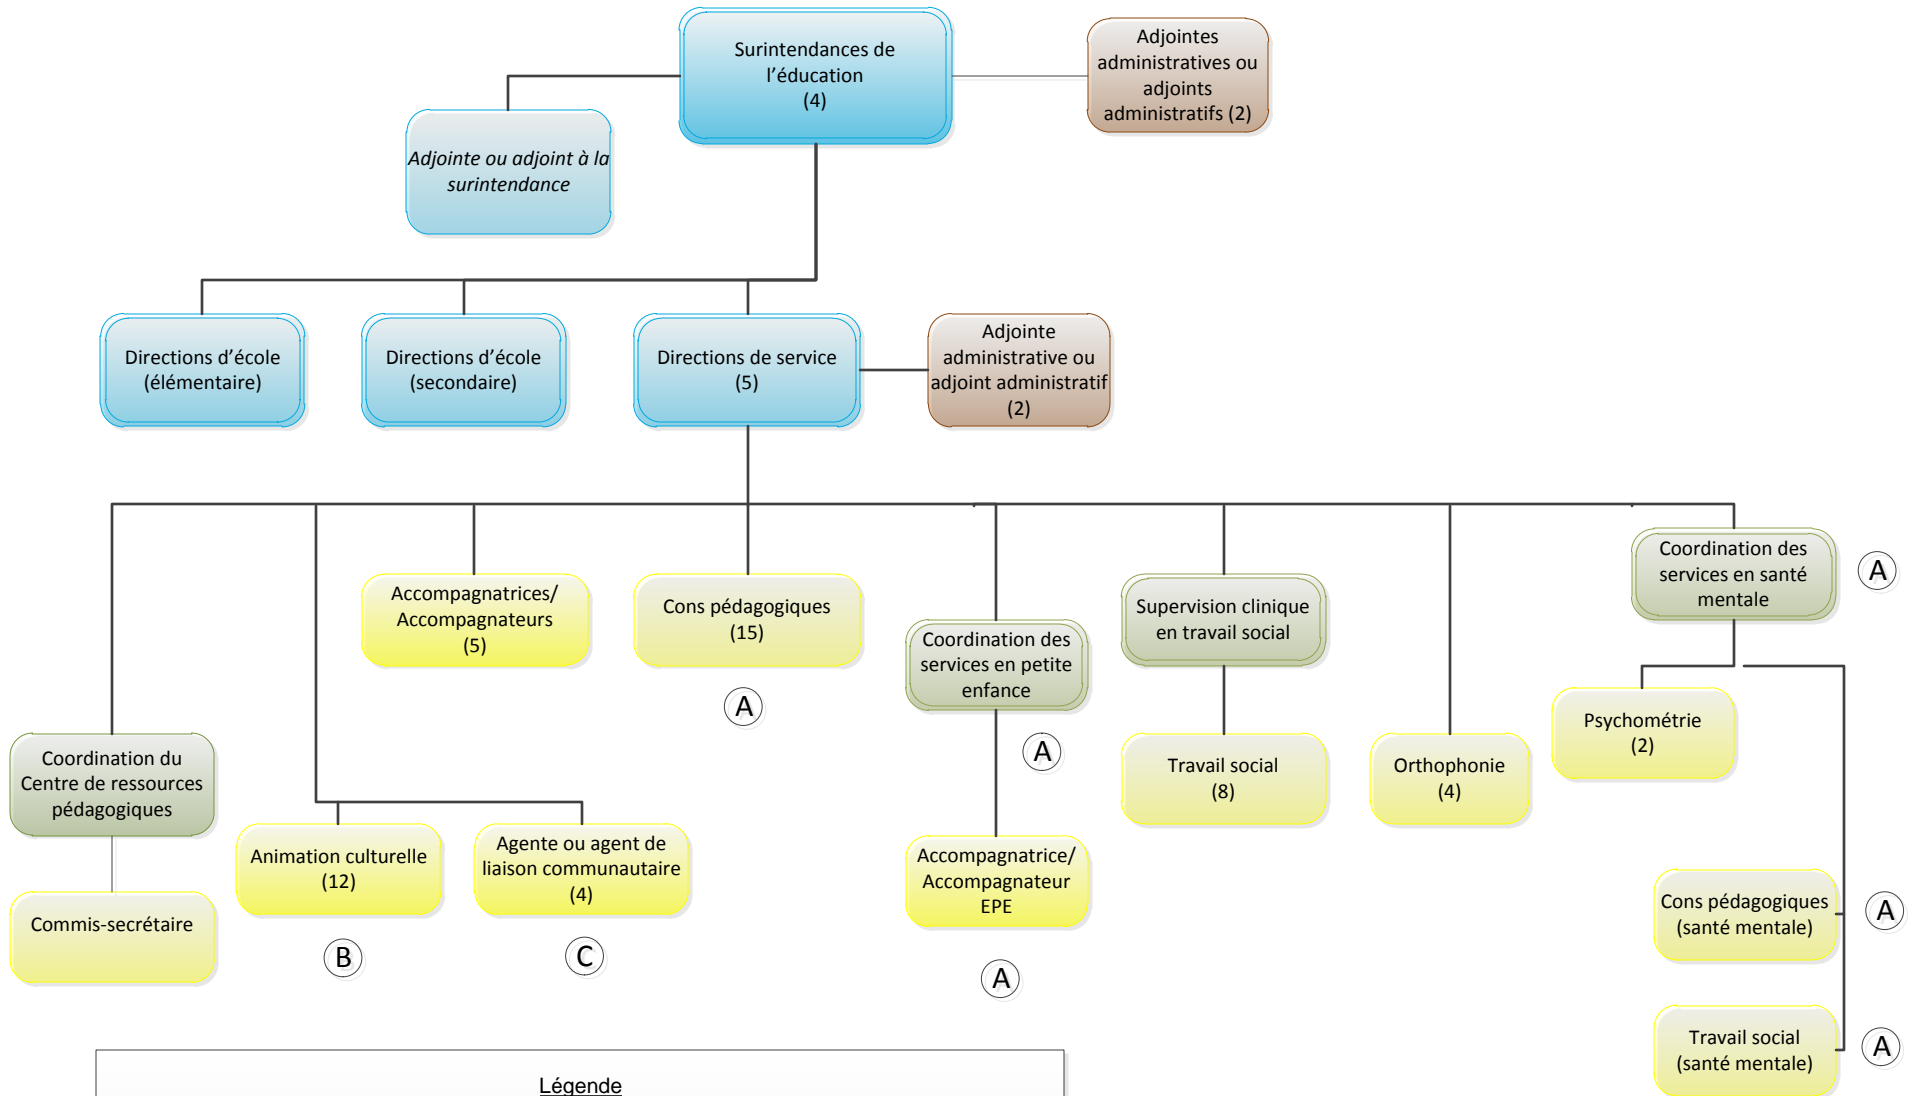 Surintendances de
l'éducation
(4)
Adjointes
administratives ou
adjoints
administratifs (2)
Adjointe ou adjoint à la
surintendance
Directions d'école
(élémentaire)
Directions d'école
(secondaire)
Directions de service
(5)
Adjointe
administrative ou
adjoint administratif
(2)
Coordination des
services en santé
mentale
A
Accompagnatrices/
Accompagnateurs
(5)
Cons pédagogiques
(15)
A
Supervision clinique
en travail social
Coordination des
services en petite
enfance
A
Psychométrie
(2)
Coordination du
Centre de ressources
pédagogiques
Travail social
(8)
Orthophonie
(4)
Animation culturelle
(12)
B
Agente ou agent de
liaison communautaire
(4)
C
Accompagnatrice/
Accompagnateur
EPE
A
Commis-secrétaire
Cons pédagogiques
(santé mentale)
A
Travail social
(santé mentale)
A
Légende